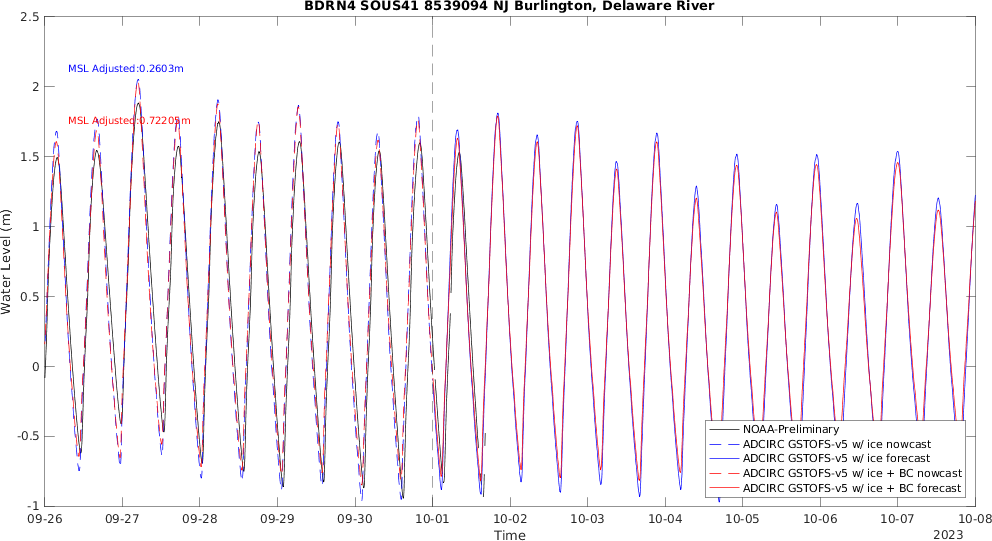 BDRN4 SOUS41 8539094 NJ Burlington, Delaware River
2.5
2
1.5
1
0.5
0
-0.5
-1
Water Level (m)
MSL Adjusted:0.2603m
MSL Adjusted:0.72205m
NOAA-Preliminary
ADCIRC GSTOFS-v5 w/ ice nowcast
ADCIRC GSTOFS-v5 w/ ice forecast
ADCIRC GSTOFS-v5 w/ ice + BC nowcast
ADCIRC GSTOFS-v5 w/ ice + BC forecast
09-26 09-27 09-28 09-29 09-30 10-01 10-02 10-03 10-04 10-05 10-06 10-07 10-08
Time
2023